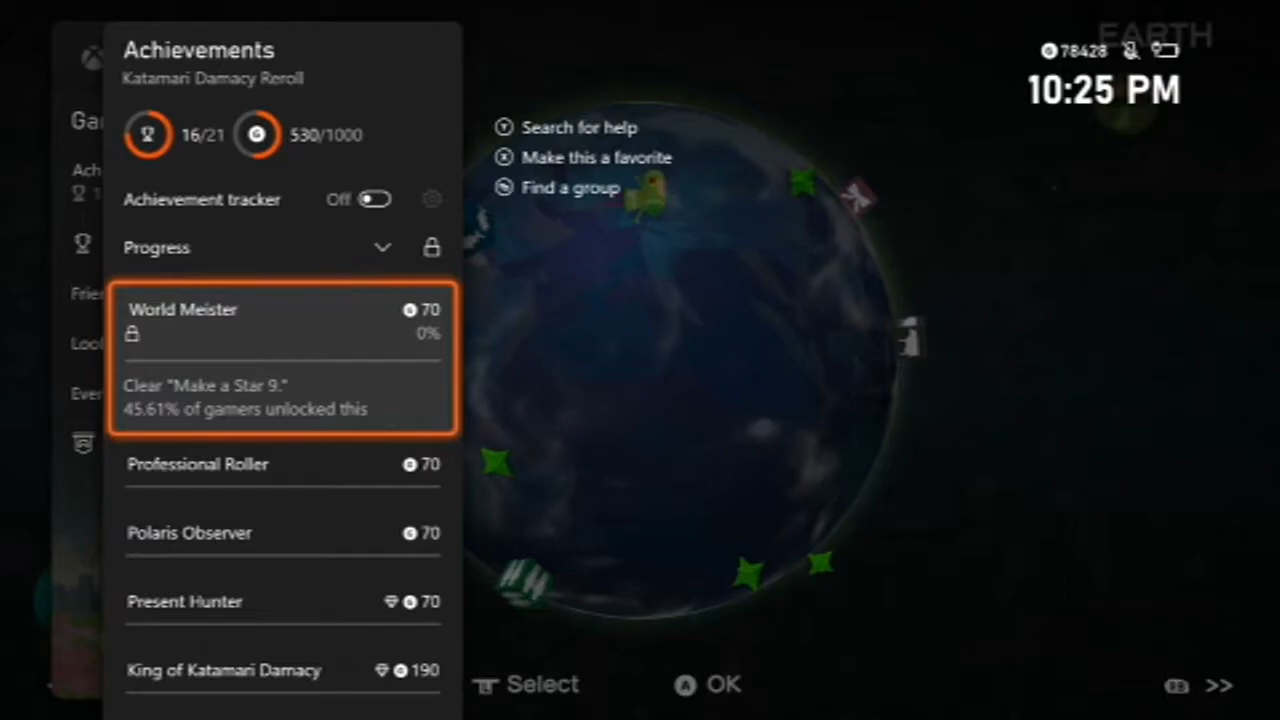 Achievements
Katamari Damacy Reroll
16/21
530/1000
Achievement tracker
Off
Progress
World Meister
70
0%
Clear "Make a Star 9."
45.61% of gamers unlocked this
Professional Roller
70
Polaris Observer
70
Present Hunter
70
King of Katamari Damacy
190
Search for help
Make this a favorite
Find a group
EARTH
78428
10:25 PM
Select
OK